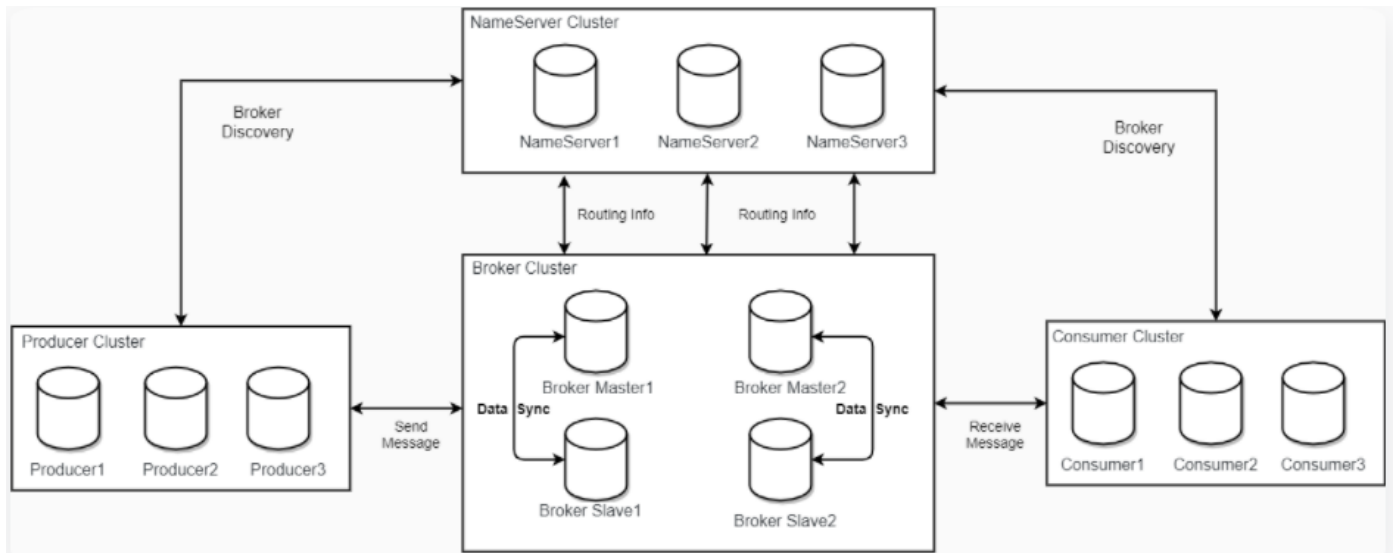 NameServer Cluster
NameServer1
NameServer2
NameServer3
Broker
Discovery
Broker
Discovery
Routing Info
Routing Info
Broker Cluster
Broker Master1
Broker Master2
Data Sync
Data Sync
Broker Slave1
Broker Slave2
Producer Cluster
Producer1
Producer2
Producer3
Send
Message
Receive
Message
Consumer Cluster
Consumer1
Consumer2
Consumer3